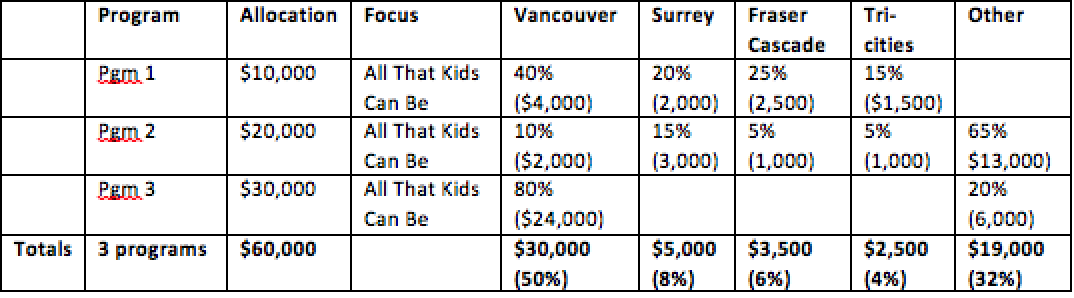 Program Allocation Focus Vancouver Surrey Fraser Cascade Tri-cities Other
Pgm 1 $10,000 All That Kids Can Be 40% ($4,000) 20% (2,000) 25% (2,500) 15% ($1,500)
Pgm 2 $20,000 All That Kids Can Be 10% ($2,000) 15% (3,000) 5% (1,000) 5% (1,000) 65% $13,000)
Pgm 3 $30,000 All That Kids Can Be 80% ($24,000) 20% (6,000)
Totals 3 programs $60,000 $30,000 (50%) $5,000 (8%) $3,500 (6%) $2,500 (4%) $19,000 (32%)